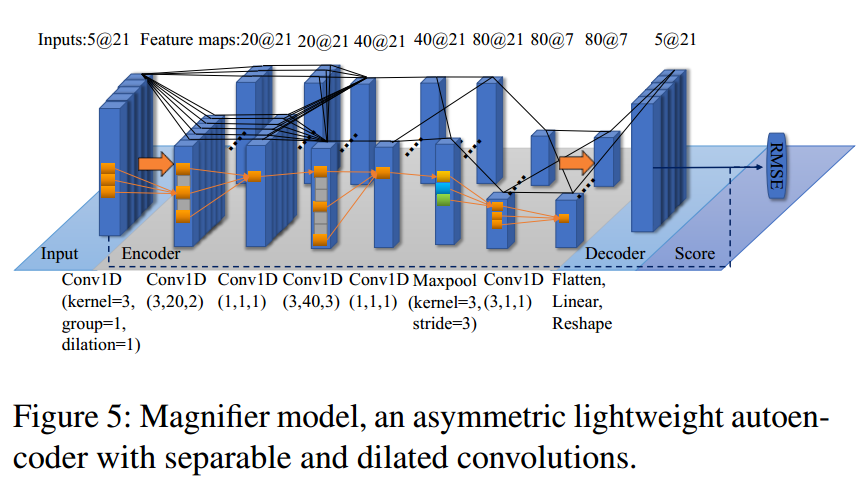 Inputs:5@21 Feature maps:20@21 20@21 40@21 40@21 80@21 80@7 80@7 5@21
RMSE
Input Encoder Decoder Score
Conv1D Conv1D Conv1D Conv1D Conv1D Maxpool Conv1D Flatten,
(kernel=3, (3,20,2) (1,1,1) (3,40,3) (1,1,1) (kernel=3, (3,1,1) Linear,
group=1, stride=3) Reshape
dilation=1)
Figure 5: Magnifier model, an asymmetric lightweight autoen-
coder with separable and dilated convolutions.